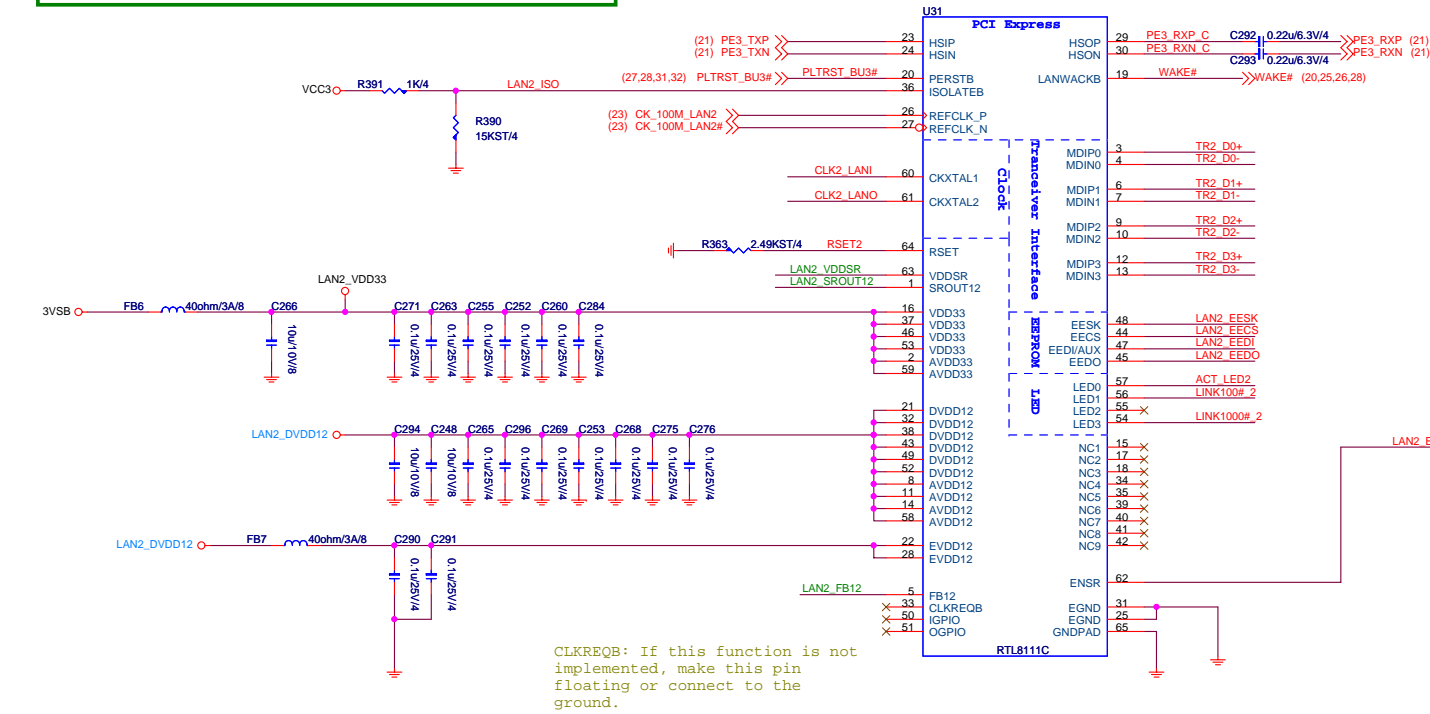 U31
PCI Express
(21) PE3_TXP
(21) PE3_TXN
23 HSIP
24 HSIN
HSOP 29 PE3_RXP_C C292 0.22u/6.3V/4 PE3_RXP (21)
HSON 30 PE3_RXN_C C293 0.22u/6.3V/4 PE3_RXN (21)
(27,28,31,32) PLTRST_BU3# PLTRST_BU3# 20 PERSTB
LANWACKB 19 WAKE# WAKE# (20,25,26,28)
VCC3 R391 1K/4 LAN2_ISO 36 ISOLATEB
R390
15KST/4
(23) CK_100M_LAN2 26 REFCLK_P
(23) CK_100M_LAN2# 27 REFCLK_N
Clock
Tranceiver Interface
CLK2_LANI 60 CKXTAL1
CLK2_LANO 61 CKXTAL2
MDIP0 3 TR2_D0+
MDIN0 4 TR2_D0-
MDIP1 6 TR2_D1+
MDIN1 7 TR2_D1-
MDIP2 9 TR2_D2+
MDIN2 10 TR2_D2-
MDIP3 12 TR2_D3+
MDIN3 13 TR2_D3-
R363 2.49KST/4 RSET2 64 RSET
LAN2_VDDSR 63 VDDSR
LAN2_SROUT12 1 SROUT12
LAN2_VDD33
3VSB FB6 40ohm/3A/8 C266 C271 C263 C255 C252 C260 C284
10u/10V/8 0.1u/25V/4 0.1u/25V/4 0.1u/25V/4 0.1u/25V/4 0.1u/25V/4 0.1u/25V/4
16 VDD33
37 VDD33
46 VDD33
53 VDD33
2 AVDD33
59 AVDD33
EEPROM
EESK 48 LAN2_EESK
EECS 44 LAN2_EECS
EEDI/AUX 47 LAN2_EEDI
EEDO 45 LAN2_EEDO
LED
LED0 57 ACT_LED2
LED1 56 LINK100#_2
LED2 55
LED3 54 LINK1000#_2
LAN2_DVDD12 C294 C248 C265 C296 C269 C253 C268 C275 C276
10u/10V/8 10u/10V/8 0.1u/25V/4 0.1u/25V/4 0.1u/25V/4 0.1u/25V/4 0.1u/25V/4 0.1u/25V/4 0.1u/25V/4
21 DVDD12
32 DVDD12
38 DVDD12
43 DVDD12
49 DVDD12
52 DVDD12
8 AVDD12
11 AVDD12
14 AVDD12
58 AVDD12
NC1 15
NC2 17
NC3 18
NC4 34
NC5 35
NC6 39
NC7 40
NC8 41
NC9 42
LAN2_DVDD12 FB7 40ohm/3A/8 C290 C291
0.1u/25V/4 0.1u/25V/4
22 EVDD12
28 EVDD12
ENSR 62
LAN2_FB12 5 FB12
33 CLKREQB
50 IGPIO
51 OGPIO
EGND 31
EGND 25
GNDPAD 65
RTL8111C
CLKREQB: If this function is not
implemented, make this pin
floating or connect to the
ground.